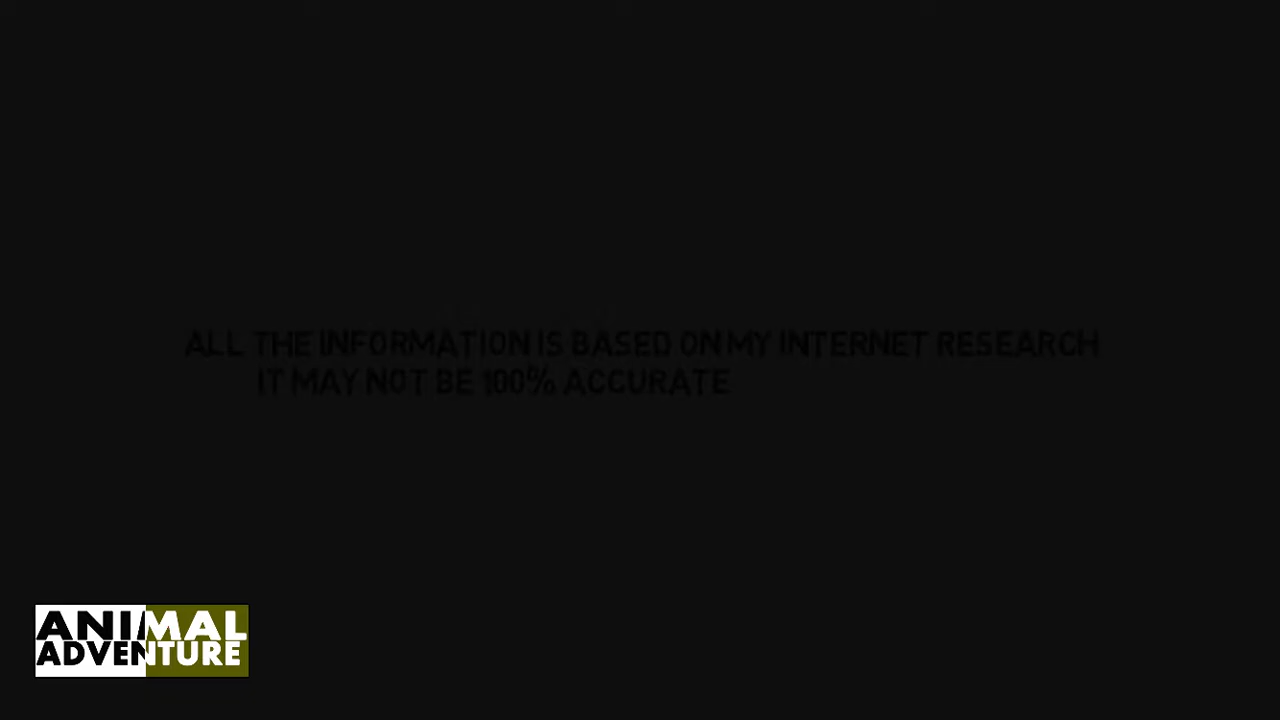 ALL THE INFORMATION IS BASED ON MY INTERNET RESEARCH
IT MAY NOT BE 100% ACCURATE
ANIMAL
ADVENTURE